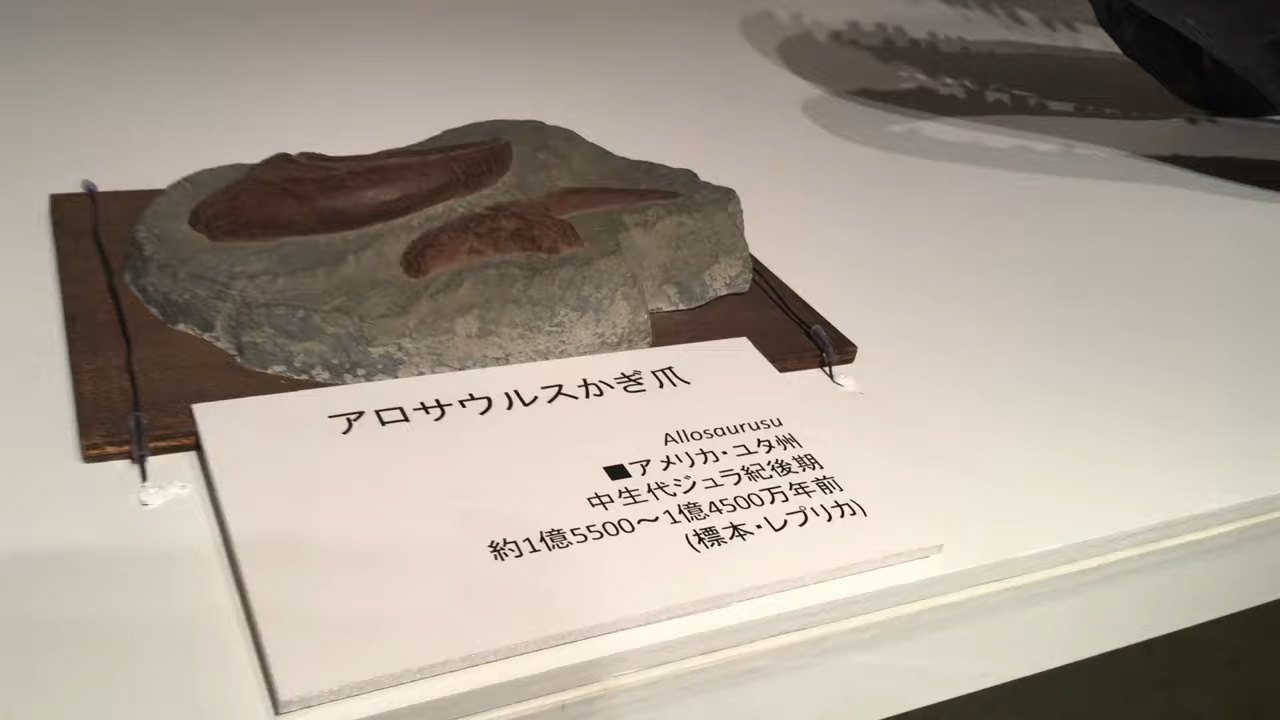 アロサウルスかぎ爪
Allosaurusu
■アメリカ・ユタ州
中生代ジュラ紀後期
約1億5500～1億4500万年前
(標本・レプリカ)